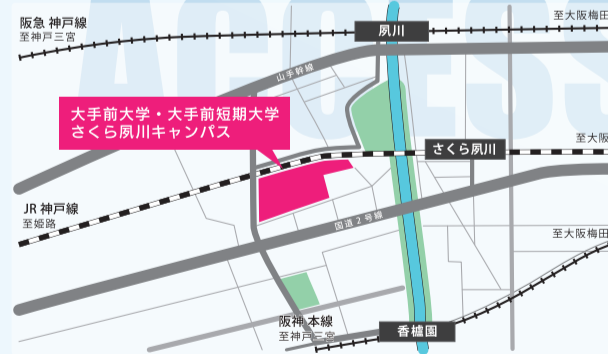 ACCESS
阪急 神戸線
至神戸三宮
夙川
至大阪梅田
山手幹線
大手前大学・大手前短期大学
さくら夙川キャンパス
さくら夙川
至大阪
JR 神戸線
至姫路
国道2号線
至大阪梅田
阪神 本線
至神戸三宮
香櫨園